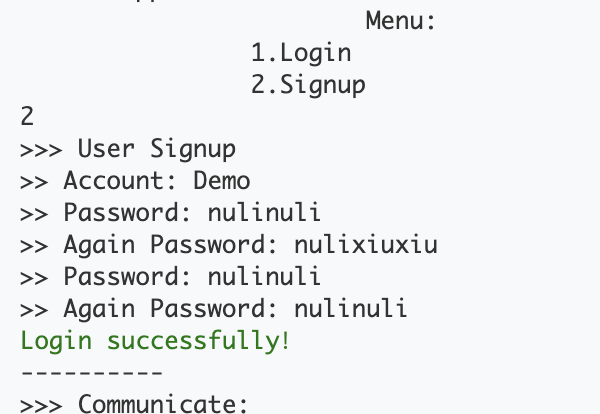 Menu:
1.Login
2.Signup
2
>>> User Signup
>> Account: Demo
>> Password: nulinuli
>> Again Password: nulixiuxiu
>> Password: nulinuli
>> Again Password: nulinuli
Login successfully!
----------
>>> Communicate: